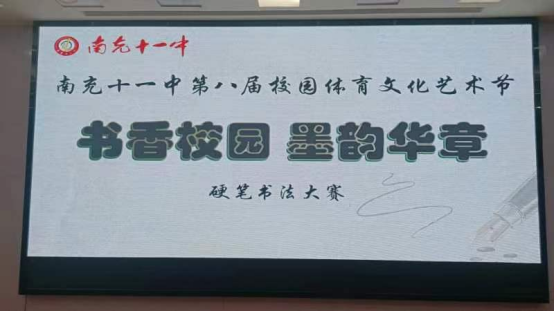 南充十一中
南充十一中第八届校园体育文化艺术节
书香校园 墨韵华章
硬笔书法大赛